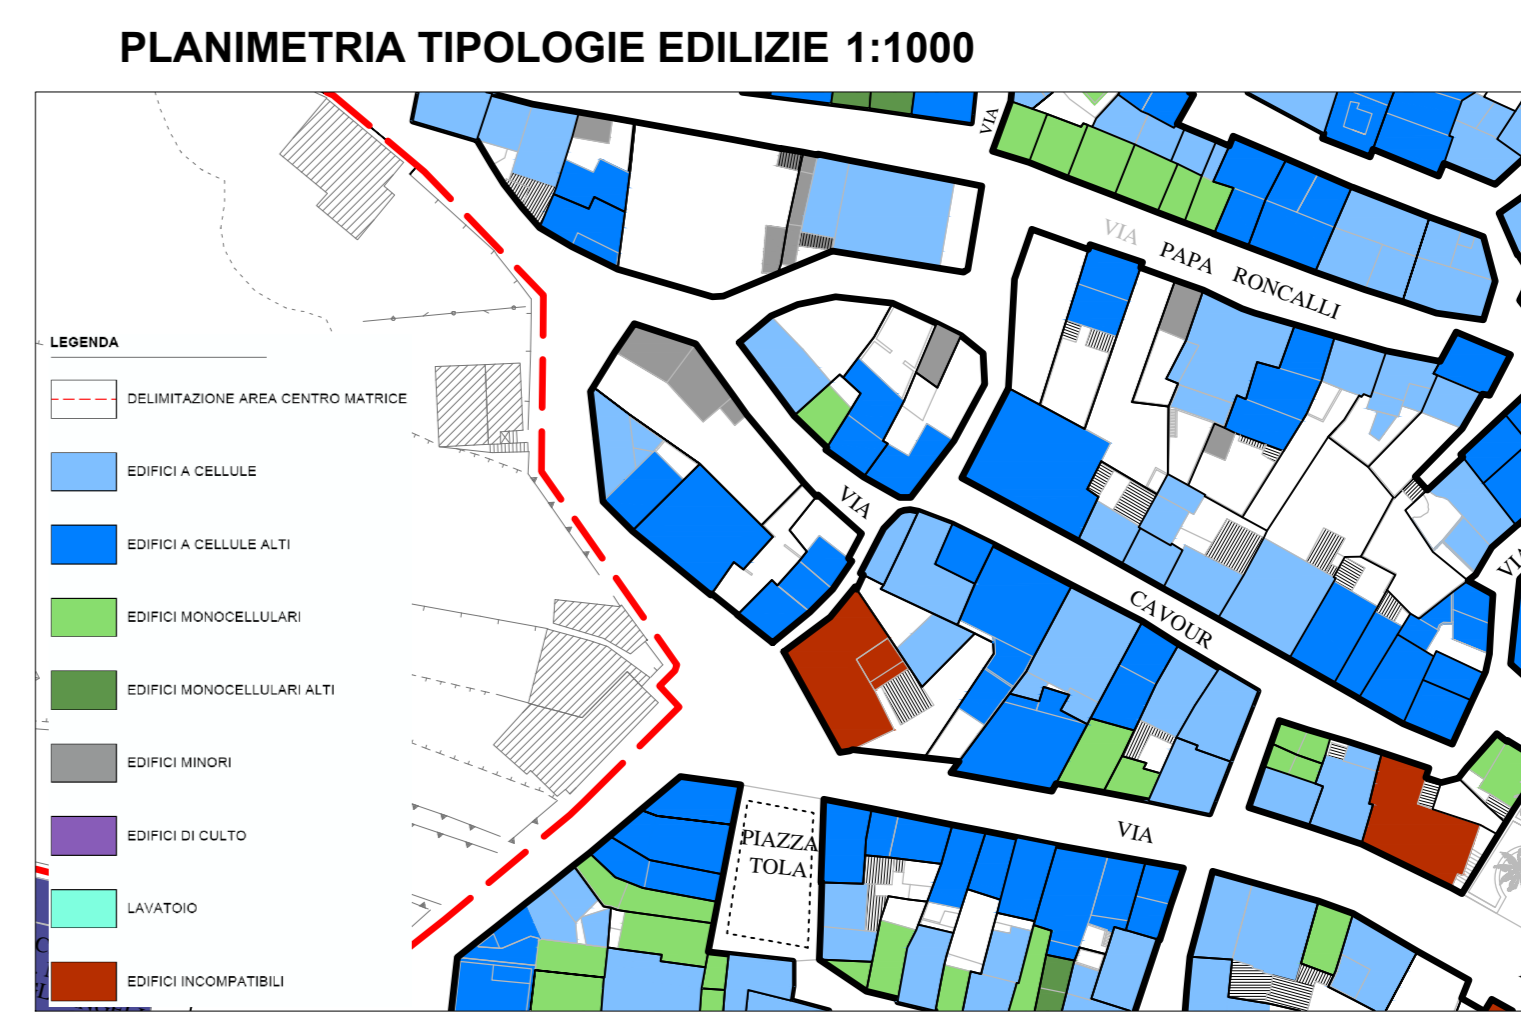 PLANIMETRIA TIPOLOGIE EDILIZIE 1:1000
VIA
VIA PAPA RONCALLI
LEGENDA
DELIMITAZIONE AREA CENTRO MATRICE
EDIFICI A CELLULE
EDIFICI A CELLULE ALTI
EDIFICI MONOCELLULARI
EDIFICI MONOCELLULARI ALTI
EDIFICI MINORI
EDIFICI DI CULTO
LAVATOIO
EDIFICI INCOMPATIBILI
VIA
CAVOUR
VIA
VIA
PIAZZA
TOLA